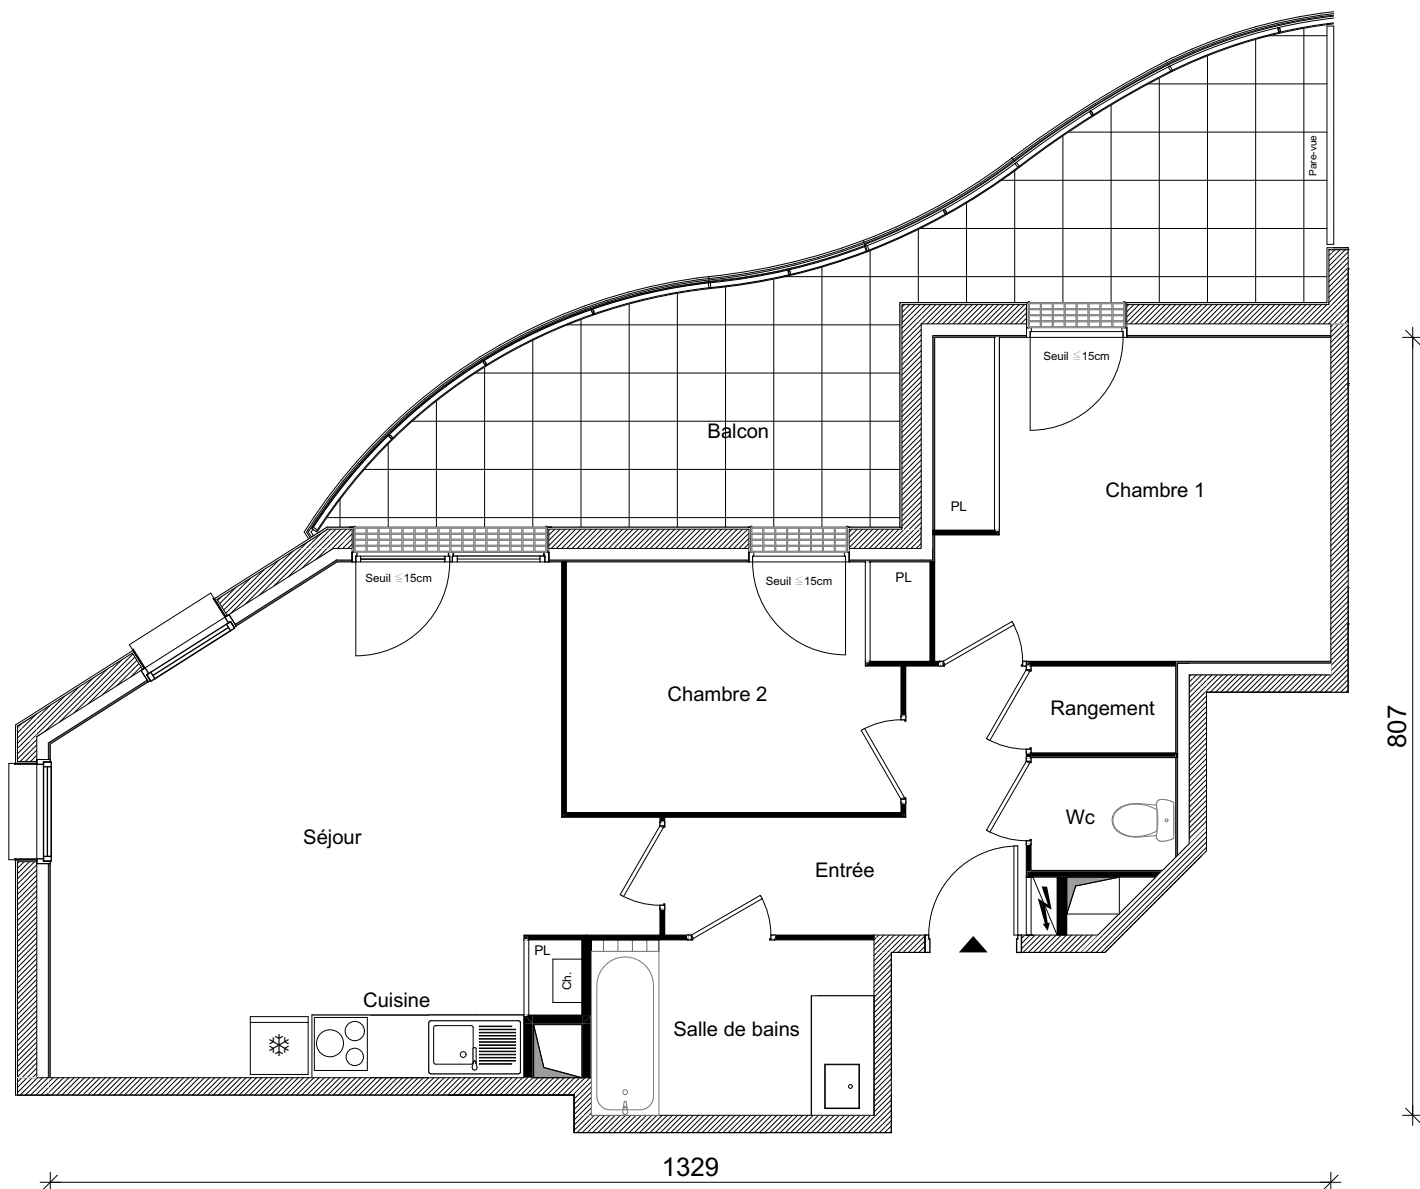 Pare-vue
Seuil ≦15cm
Balcon
Chambre 1
PL
Seuil ≦15cm
Seuil ≦15cm
PL
Chambre 2
Rangement
807
Wc
Séjour
Entrée
PL
Ch.
Cuisine
Salle de bains
1329